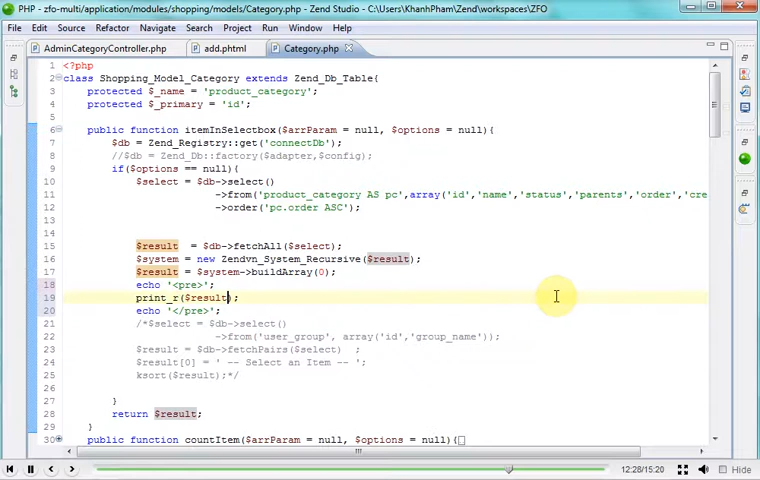 PHP - zfo-multi/application/modules/shopping/models/Category.php - Zend Studio - C:\Users\KhanhPham\Zend\workspaces\ZFO
File Edit Source Refactor Navigate Search Project Run Window Help
AdminCategoryController.php add.phtml Category.php
1 <?php
2 class Shopping_Model_Category extends Zend_Db_Table{
3 protected $_name = 'product_category';
4 protected $_primary = 'id';
5
6 public function itemInSelectbox($arrParam = null, $options = null){
7 $db = Zend_Registry::get('connectDb');
8 //$db = Zend_Db::factory($adapter,$config);
9 if($options == null){
10 $select = $db->select()
11 ->from('product_category AS pc',array('id','name','status','parents','order','cre
12 ->order('pc.order ASC');
13
14
15 $result = $db->fetchAll($select);
16 $system = new Zendvn_System_Recursive($result);
17 $result = $system->buildArray(0);
18 echo '<pre>';
19 print_r($result);
20 echo '</pre>';
21 /*$select = $db->select()
22 ->from('user_group', array('id','group_name'));
23 $result = $db->fetchPairs($select) ;
24 $result[0] = ' -- Select an Item -- ';
25 ksort($result);*/
26
27 }
28 return $result;
29 }
30 public function countItem($arrParam = null, $options = null){
12:28/15:20 Hide